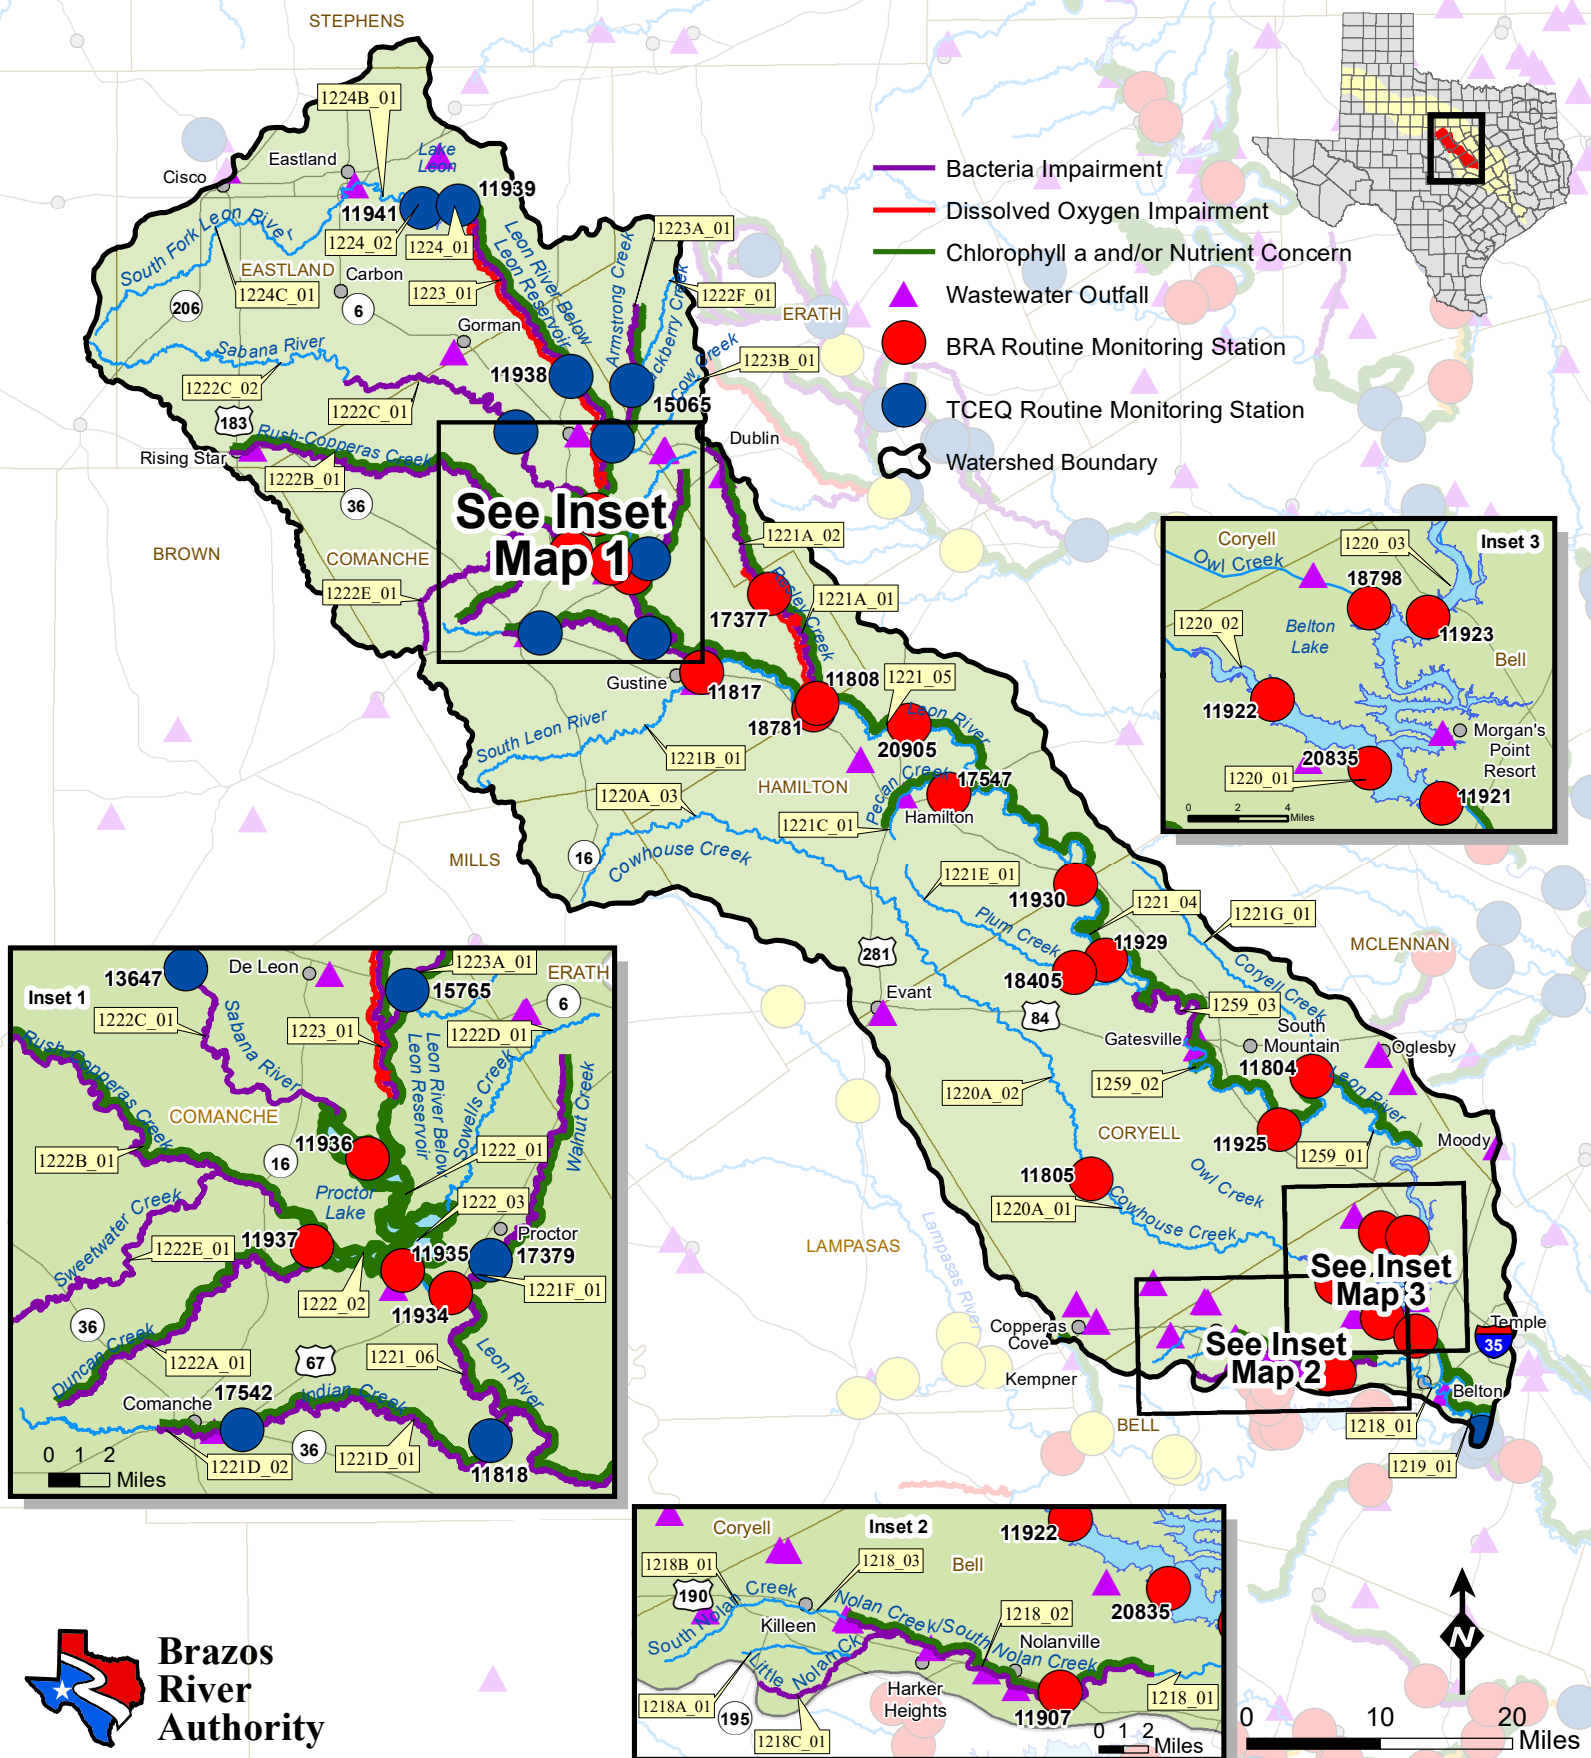 STEPHENS
1224B_01
Eastland
Lake
Leon
Cisco
11939
11941
1224_02
1224_01
South Fork Leon River
EASTLAND
Carbon
1224C_01
206
6
1223_01
Leon River Below
Leon Reservoir
Armstrong Creek
1223A_01
1222F_01
Cow Creek
1223B_01
ERATH
Gorman
Sabana River
1222C_02
11938
15065
1222C_01
183
Rush-Copperas Creek
Rising Star
1222B_01
36
Dublin
See Inset
Map 1
BROWN
COMANCHE
1222E_01
1221A_02
Resley Creek
1221A_01
17377
Gustine
11817
11808
18781
1221_05
Leon River
20905
South Leon River
1221B_01
HAMILTON
Pecan Creek
17547
Hamilton
1221C_01
1220A_03
MILLS
16
Cowhouse Creek
1221E_01
11930
Plum Creek
1221_04
1221G_01
11929
18405
Coryell Creek
MCLENNAN
281
Evant
84
1259_03
South
Mountain
Gatesville
Oglesby
11804
1259_02
Leon River
1220A_02
CORYELL
11925
1259_01
Moody
11805
Owl Creek
1220A_01
Cowhouse Creek
LAMPASAS
Lampasas River
See Inset
Map 3
See Inset
Map 2
Copperas
Cove
Kempner
Temple
35
Belton
BELL
1218_01
1219_01
Bacteria Impairment
Dissolved Oxygen Impairment
Chlorophyll a and/or Nutrient Concern
Wastewater Outfall
BRA Routine Monitoring Station
TCEQ Routine Monitoring Station
Watershed Boundary
Inset 3
Coryell
1220_03
Owl Creek
18798
1220_02
Belton
Lake
11923
Bell
11922
Morgan's
Point
Resort
20835
1220_01
11921
0 2 4
Miles
Inset 1
13647
De Leon
1223A_01
ERATH
15765
6
1222C_01
Sabana River
1223_01
1222D_01
Leon River Below
Leon Reservoir
Sowells Creek
Walnut Creek
Rush-Copperas Creek
COMANCHE
11936
1222_01
1222B_01
16
Proctor
Lake
1222_03
Sweetwater Creek
1222E_01
11937
11935
Proctor
17379
1222_02
1221F_01
11934
36
Duncan Creek
1222A_01
67
1221_06
Leon River
Comanche
17542
Indian Creek
36
1221D_02
1221D_01
11818
0 1 2
Miles
Inset 2
Coryell
11922
1218B_01
1218_03
Bell
190
South Nolan Creek
Killeen
Nolan Creek/South
Nolan Creek
1218_02
20835
Nolanville
Little Nolan Ck
Harker
Heights
1218A_01
195
1218C_01
11907
1218_01
0 1 2
Miles
Brazos
River
Authority
N
0 10 20
Miles